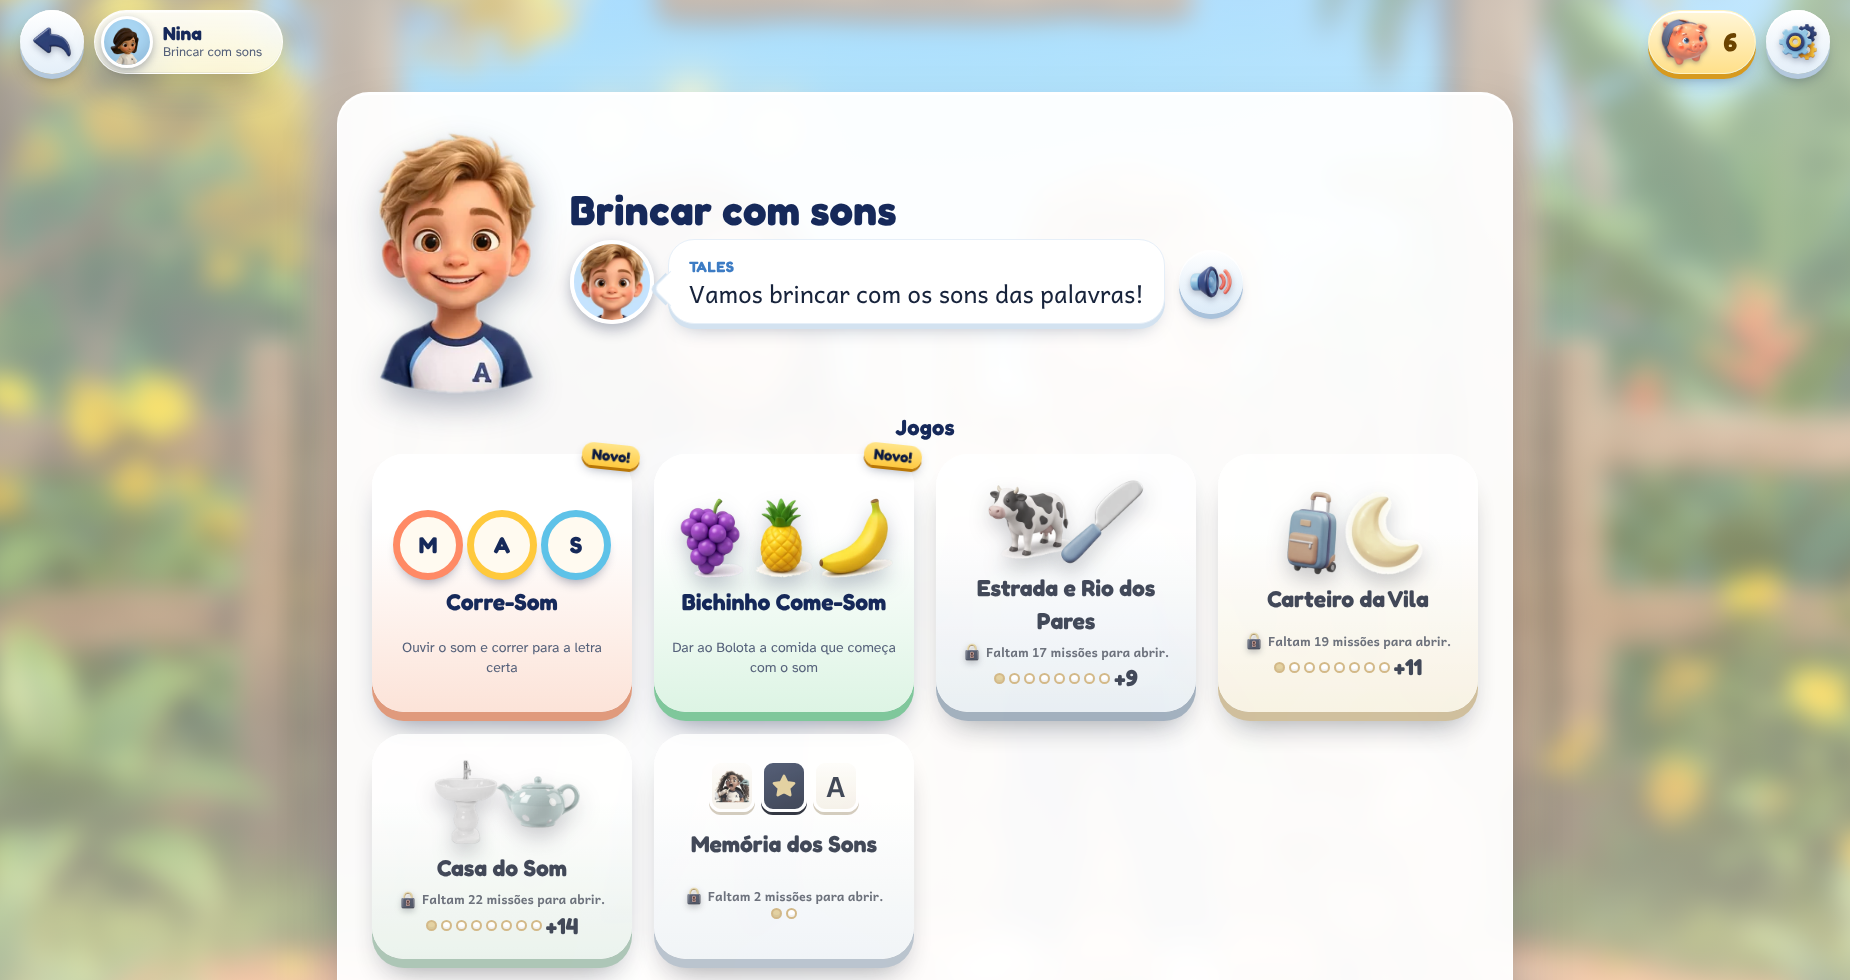 Nina
Brincar com sons
6
Brincar com sons
TALES
Vamos brincar com os sons das palavras!
A
Jogos
Novo!
M A S
Corre-Som
Ouvir o som e correr para a letra
certa
Novo!
Bichinho Come-Som
Dar ao Bolota a comida que começa
com o som
Estrada e Rio dos
Pares
Faltam 17 missões para abrir.
+9
Carteiro da Vila
Faltam 19 missões para abrir.
+11
Casa do Som
Faltam 22 missões para abrir.
+14
A
Memória dos Sons
Faltam 2 missões para abrir.